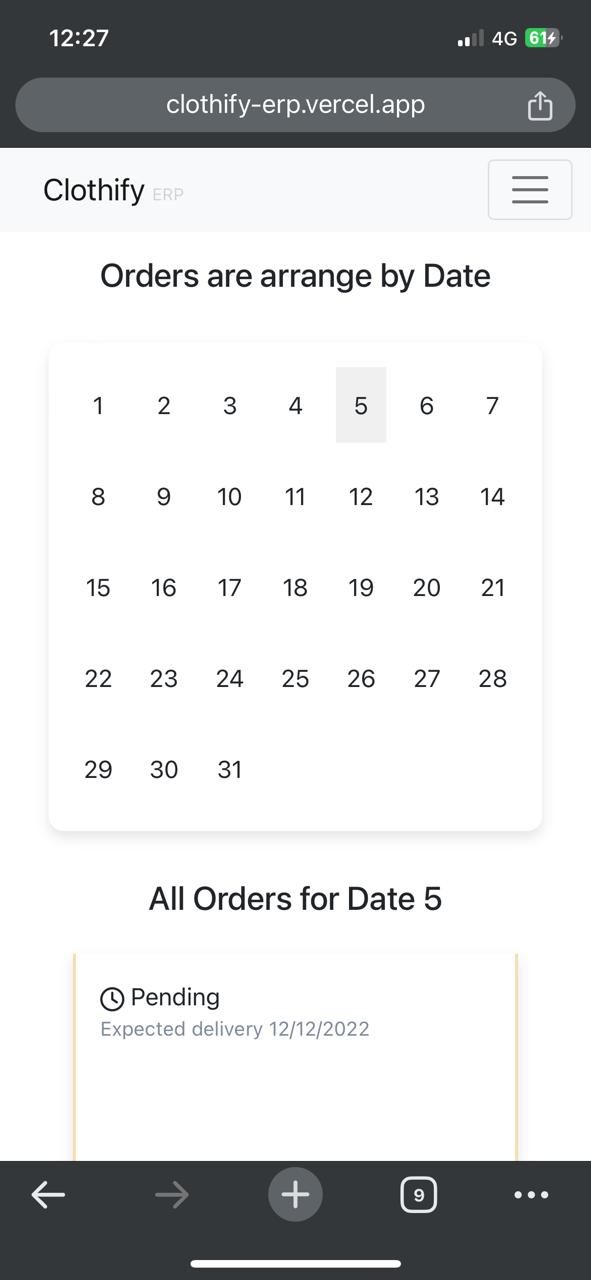 12:27
4G 61
clothify-erp.vercel.app
Clothify ERP
Orders are arrange by Date
1 2 3 4 5 6 7
8 9 10 11 12 13 14
15 16 17 18 19 20 21
22 23 24 25 26 27 28
29 30 31
All Orders for Date 5
Pending
Expected delivery 12/12/2022
9